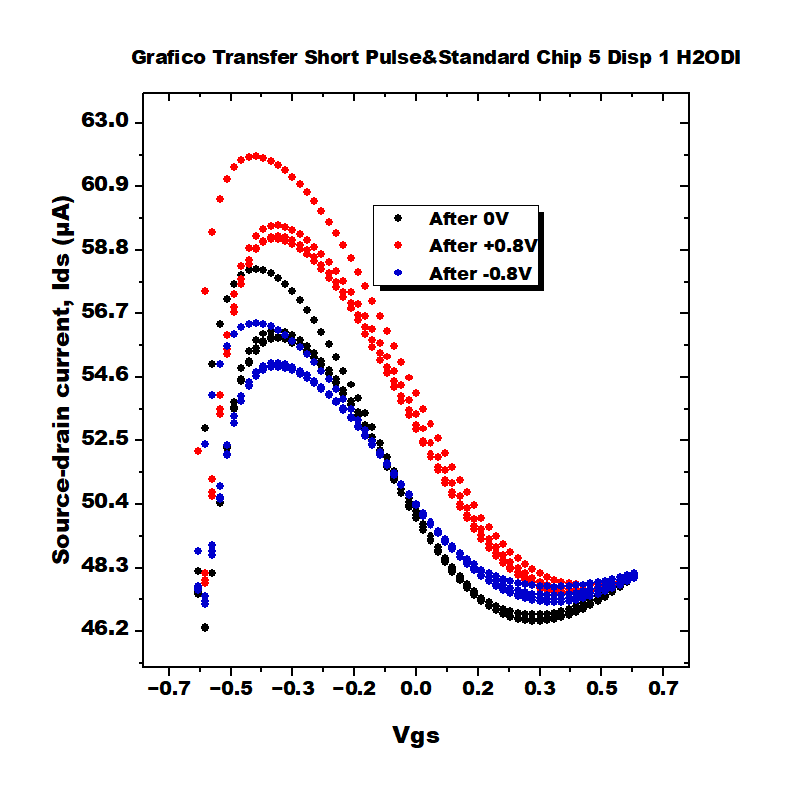 Grafico Transfer Short Pulse&Standard Chip 5 Disp 1 H2ODI
63.0
60.9
58.8
56.7
54.6
52.5
50.4
48.3
46.2
Source-drain current, Ids (µA)
After 0V
After +0.8V
After -0.8V
−0.7 −0.5 −0.3 −0.2 0.0 0.2 0.3 0.5 0.7
Vgs